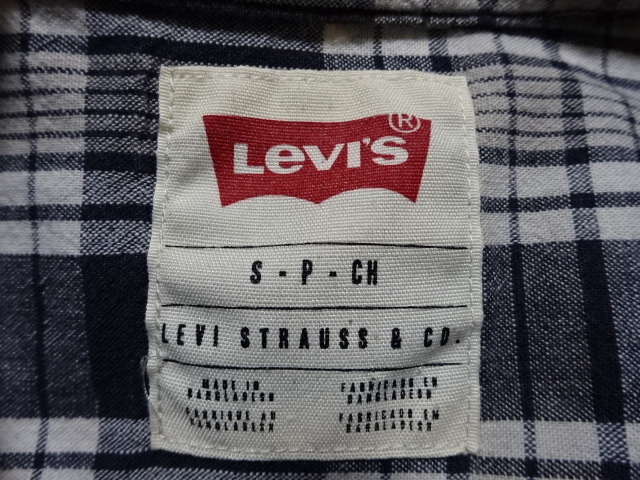 LEVI'S ®
S - P - CH
LEVI STRAUSS & CO.
MADE IN
BANGLADESH
FABRIQUE AU
BANGLADESH
FABRICADO EN
BANGLADESH
FABRICADO EM
BANGLADESH